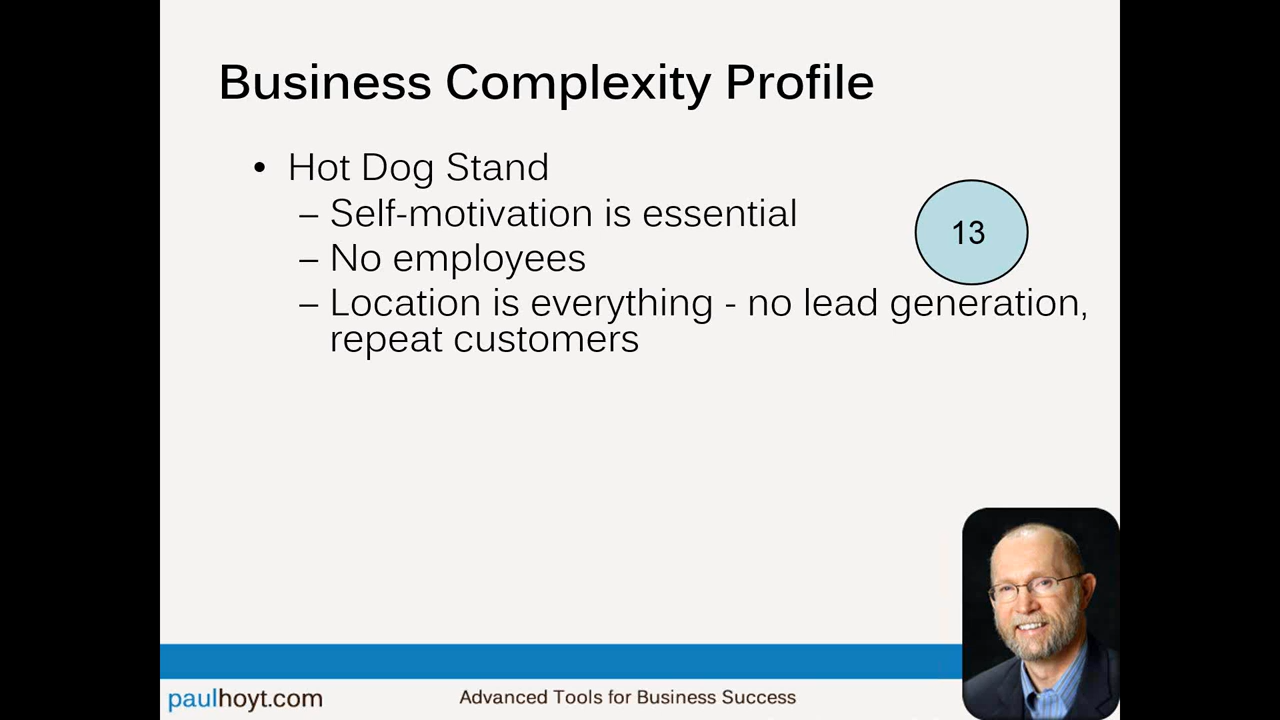 Business Complexity Profile
• Hot Dog Stand
– Self-motivation is essential
13
– No employees
– Location is everything - no lead generation,
repeat customers
paulhoyt.com
Advanced Tools for Business Success